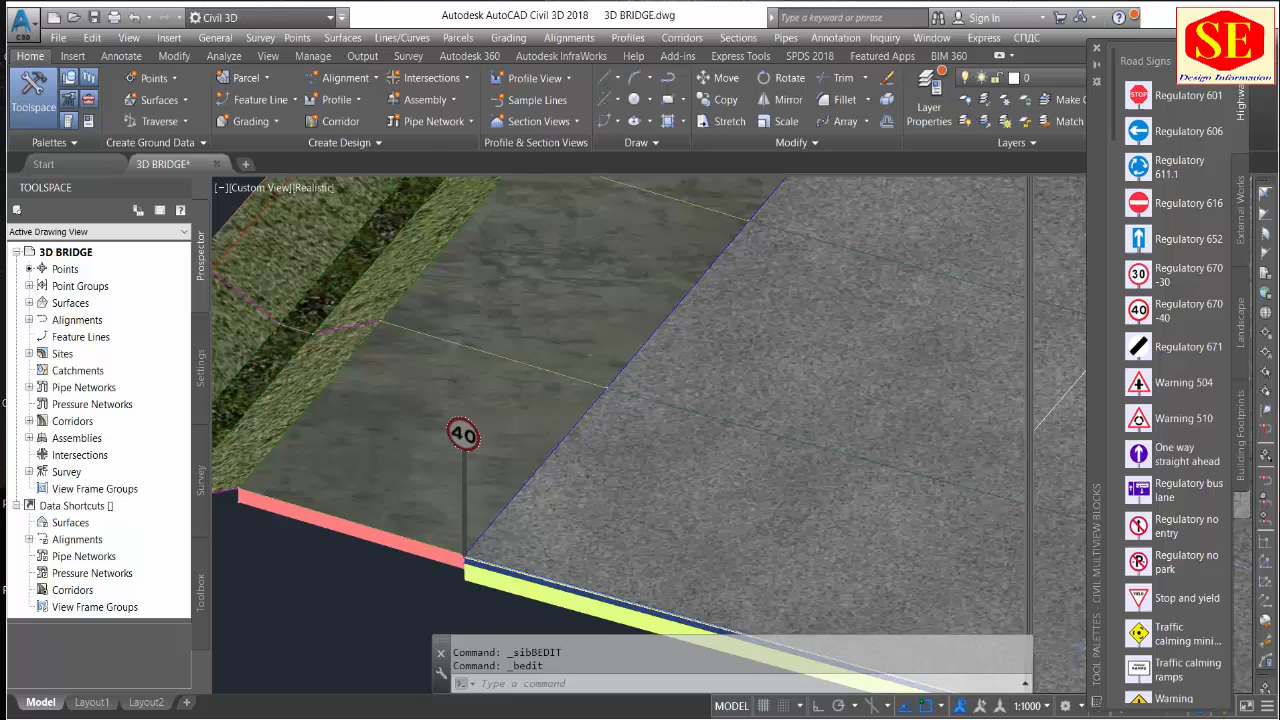 Civil 3D
Autodesk AutoCAD Civil 3D 2018 3D BRIDGE.dwg
Type a keyword or phrase
Sign In
SE
Design Information
File Edit View Insert General Survey Points Surfaces Lines/Curves Parcels Grading Alignments Profiles Corridors Sections Pipes Annotation Inquiry Window Express СПДС
Home Insert Annotate Modify Analyze View Manage Output Survey Autodesk 360 Autodesk InfraWorks Help Add-ins Express Tools SPDS 2018 Featured Apps BIM 360
Toolspace
Points
Surfaces
Traverse
Parcel
Feature Line
Grading
Alignment
Profile
Corridor
Intersections
Assembly
Pipe Network
Profile View
Sample Lines
Section Views
Move
Copy
Stretch
Rotate
Mirror
Scale
Trim
Fillet
Array
Layer
Properties
0
Make C
Match
Palettes
Create Ground Data
Create Design
Profile & Section Views
Draw
Modify
Layers
Start
3D BRIDGE*
TOOLSPACE
Active Drawing View
3D BRIDGE
Points
Point Groups
Surfaces
Alignments
Feature Lines
Sites
Catchments
Pipe Networks
Pressure Networks
Corridors
Assemblies
Intersections
Survey
View Frame Groups
Data Shortcuts []
Surfaces
Alignments
Pipe Networks
Pressure Networks
Corridors
View Frame Groups
Prospector
Settings
Survey
Toolbox
[−][Custom View][Realistic]
40
Command: _sibBEDIT
Command: _bedit
Type a command
Road Signs
STOP
Regulatory 601
Regulatory 606
Regulatory
611.1
Regulatory 616
Regulatory 652
30
Regulatory 670
-30
40
Regulatory 670
-40
Regulatory 671
Warning 504
Warning 510
One way
straight ahead
Regulatory bus
lane
Regulatory no
entry
Regulatory no
park
YIELD
Stop and yield
Traffic
calming mini...
Traffic calming
ramps
Warning
External Works
Landscape
Building Footprints
TOOL PALETTES - CIVIL MULTIVIEW BLOCKS
Model Layout1 Layout2
MODEL
1:1000